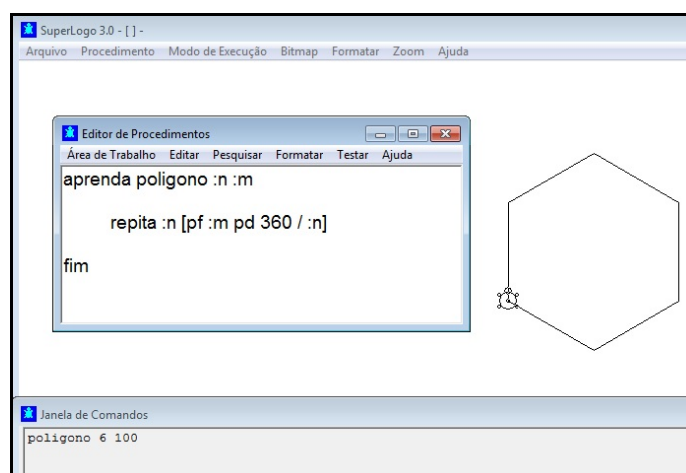 SuperLogo 3.0 - [ ] -
Arquivo Procedimento Modo de Execução Bitmap Formatar Zoom Ajuda
Editor de Procedimentos
Área de Trabalho Editar Pesquisar Formatar Testar Ajuda
aprenda poligono :n :m
repita :n [pf :m pd 360 / :n]
fim
Janela de Comandos
poligono 6 100